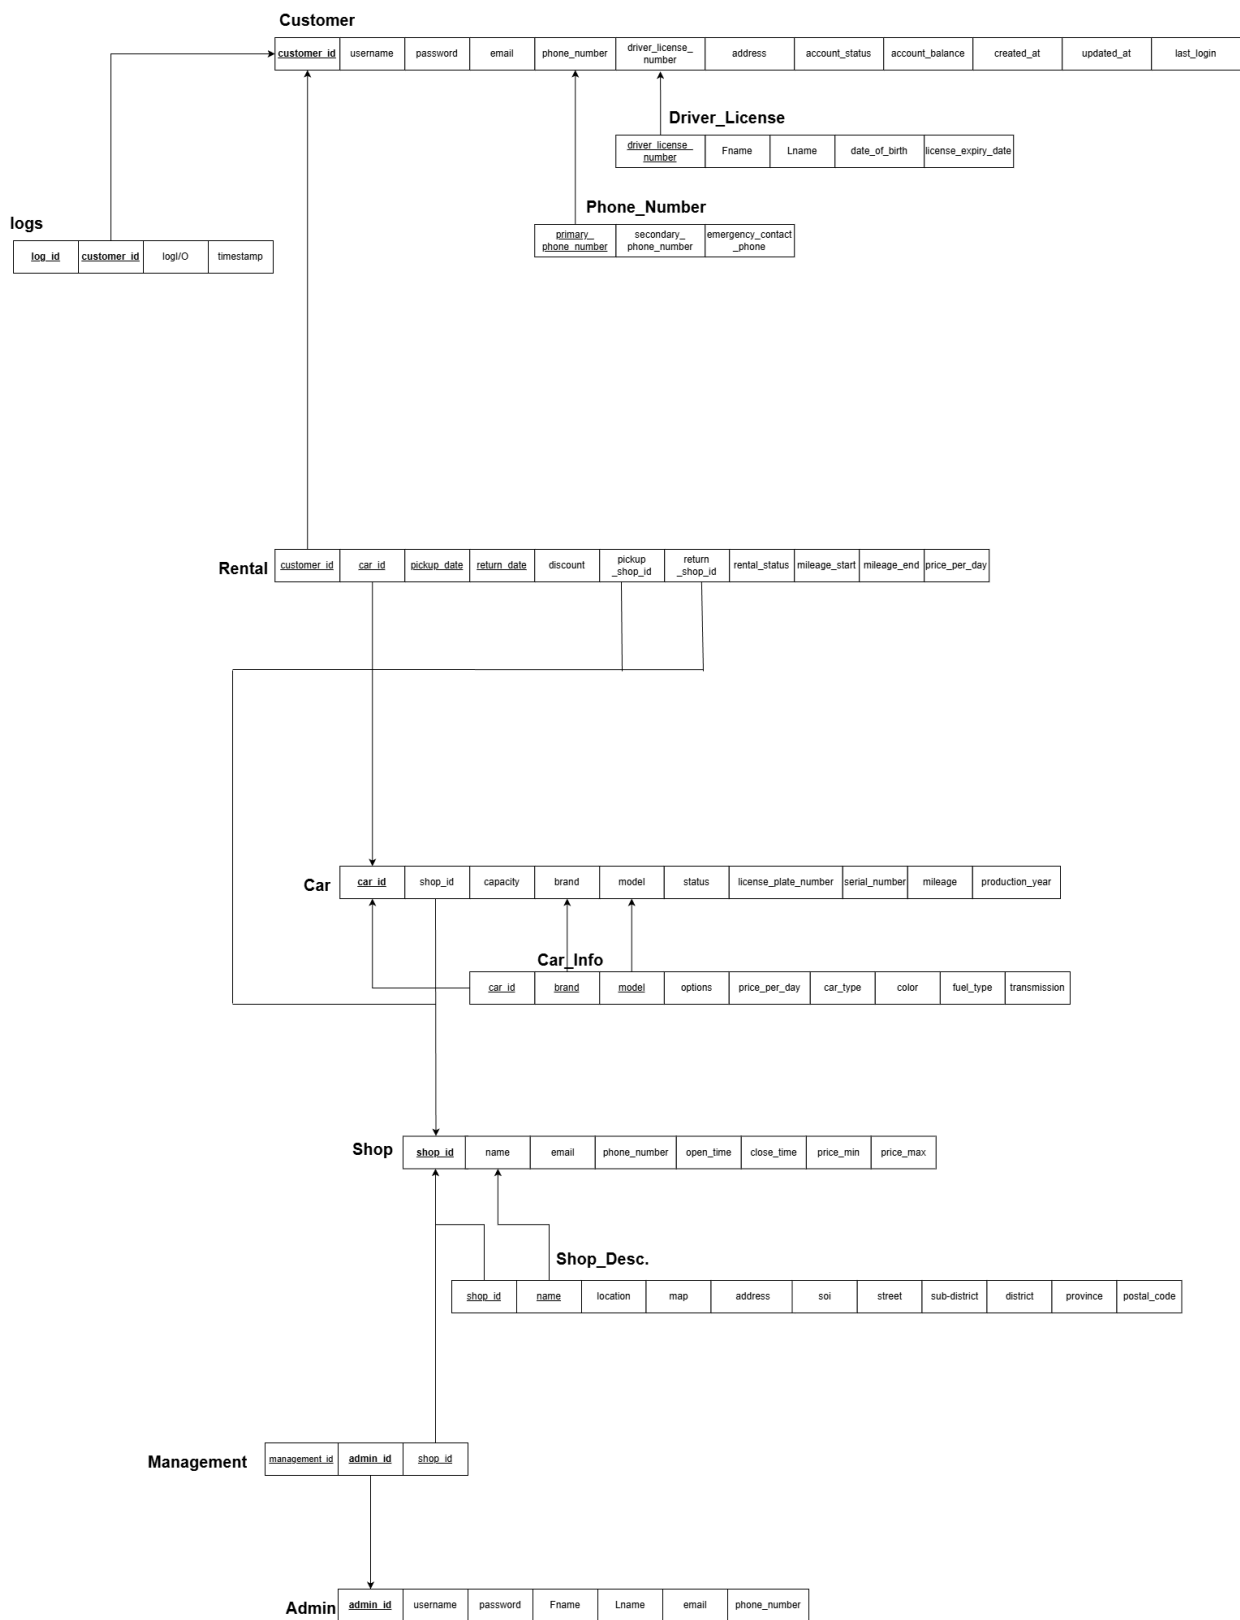 Customer
customer_id username password email phone_number driver_license_ number address account_status account_balance created_at updated_at last_login
Driver_License
driver_license_ number Fname Lname date_of_birth license_expiry_date
Phone_Number
primary_ phone_number secondary_ phone_number emergency_contact _phone
logs
log_id customer_id logI/O timestamp
Rental
customer_id car_id pickup_date return_date discount pickup _shop_id return _shop_id rental_status mileage_start mileage_end price_per_day
Car
car_id shop_id capacity brand model status license_plate_number serial_number mileage production_year
Car_Info
car_id brand model options price_per_day car_type color fuel_type transmission
Shop
shop_id name email phone_number open_time close_time price_min price_max
Shop_Desc.
shop_id name location map address soi street sub-district district province postal_code
Management
management_id admin_id shop_id
Admin
admin_id username password Fname Lname email phone_number